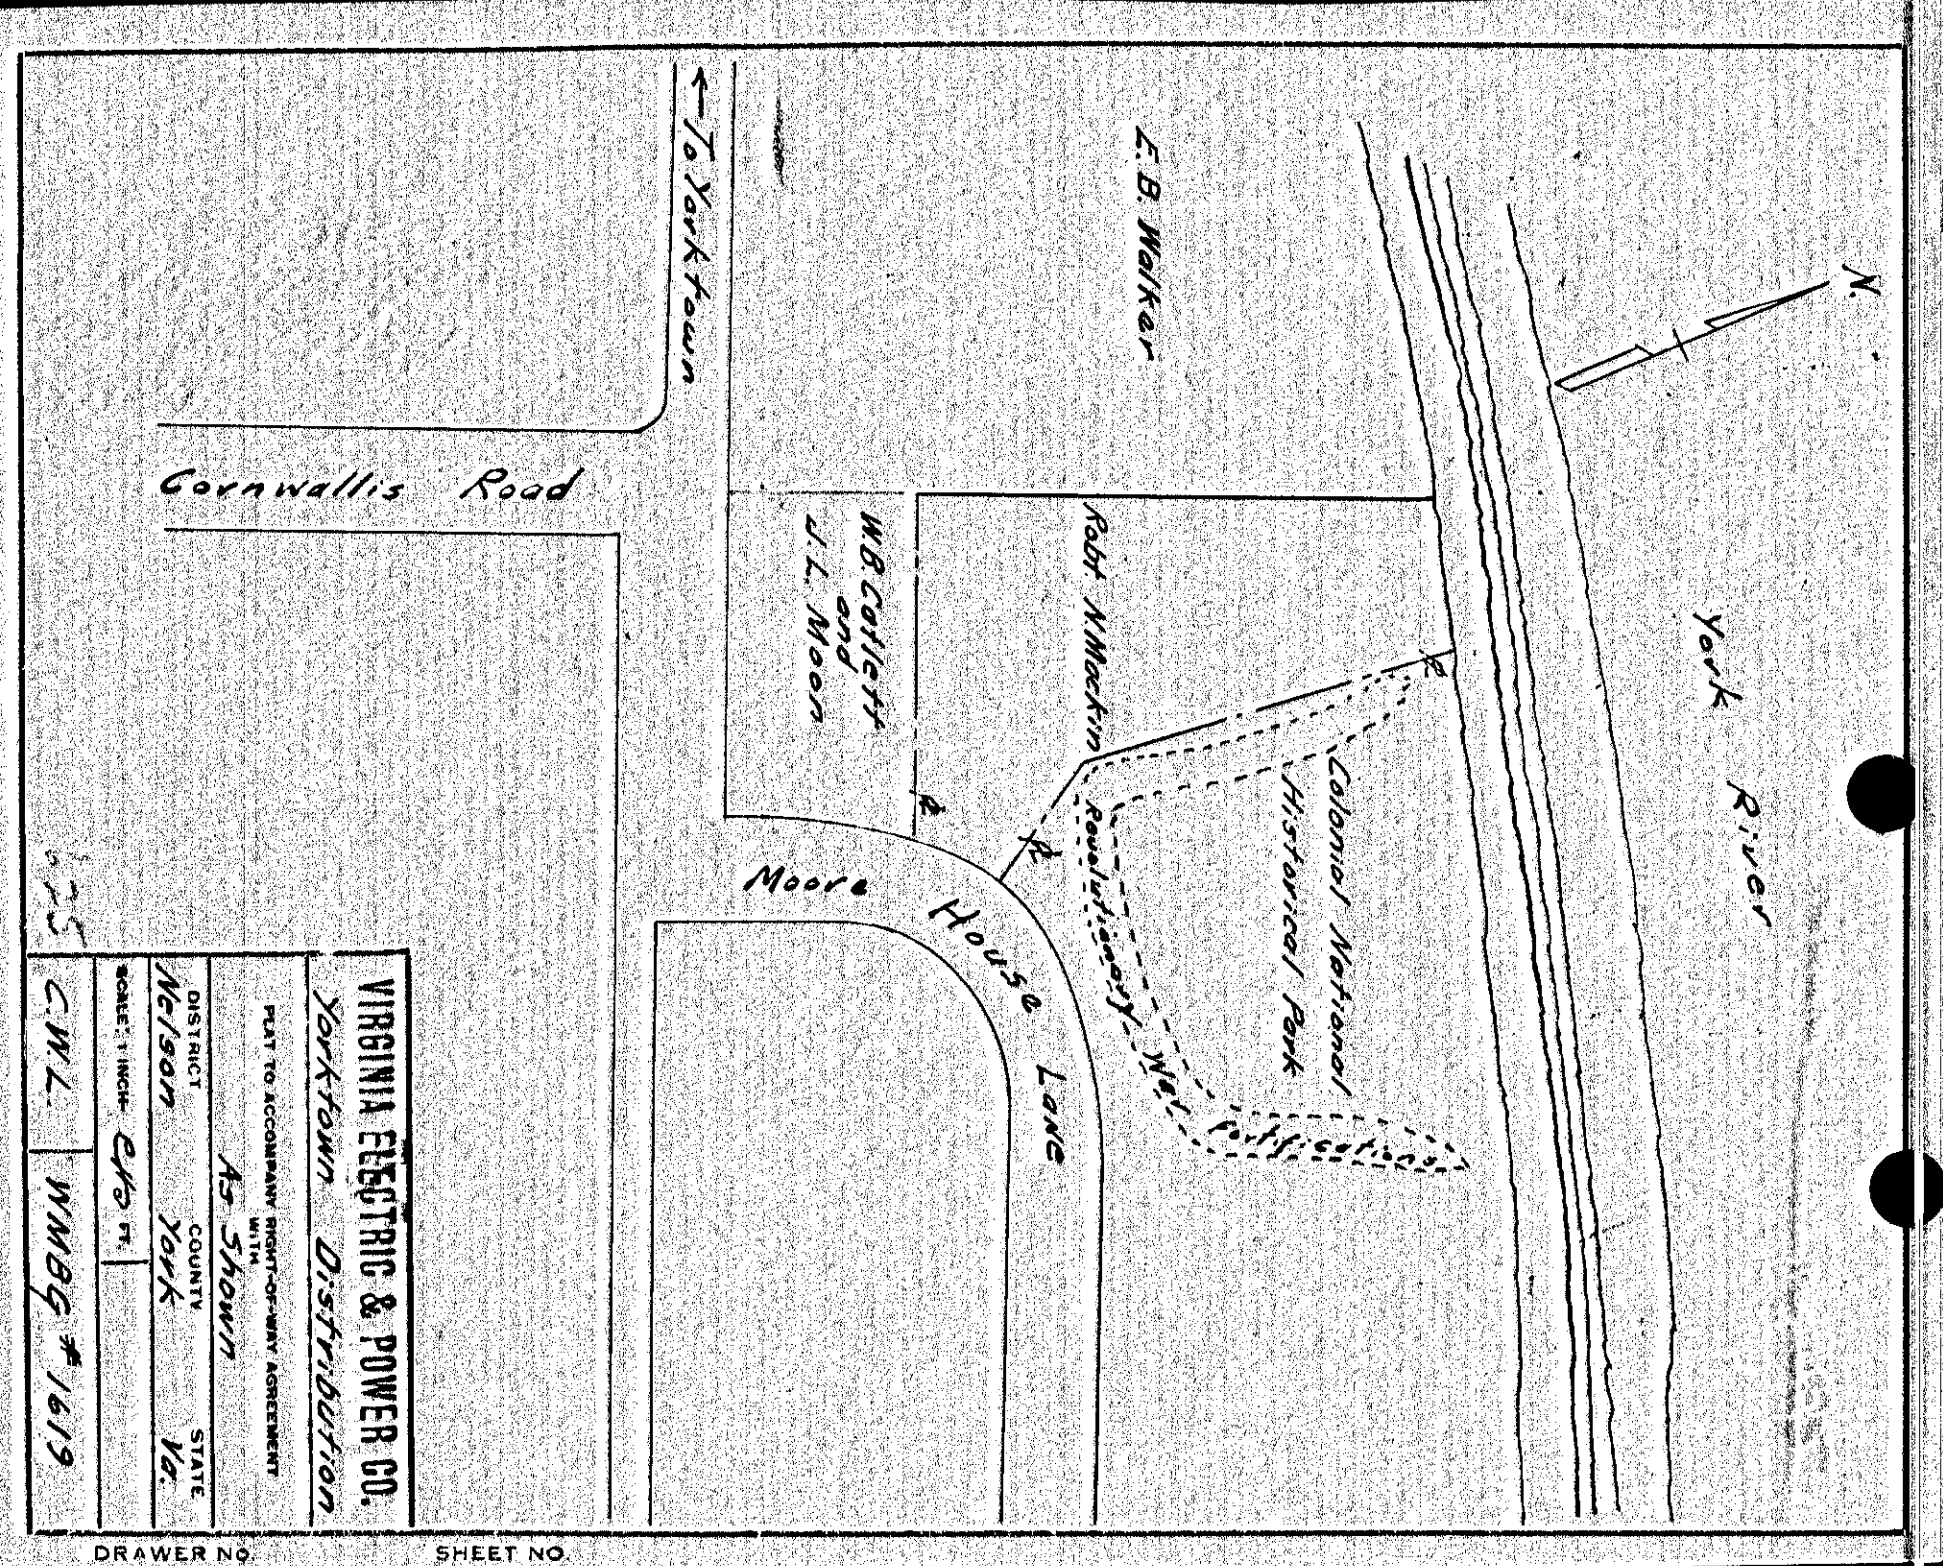 N.
York River
E.B. Walker
← To Yorktown
Cornwallis Road
Robt. N Mackin
W.B Catlett
and
J.L. Moon
Colonial National
Historical Park
Revolutionary War Fortifications
Moore House Lane
VIRGINIA ELECTRIC & POWER CO.
Yorktown Distribution
PLAT TO ACCOMPANY RIGHT-OF-WAY AGREEMENT
WITH
As Shown
DISTRICT COUNTY STATE
Nelson York Va.
SCALE: 1 INCH= FT.
C.W.L. WMBG #1619
DRAWER NO. SHEET NO.